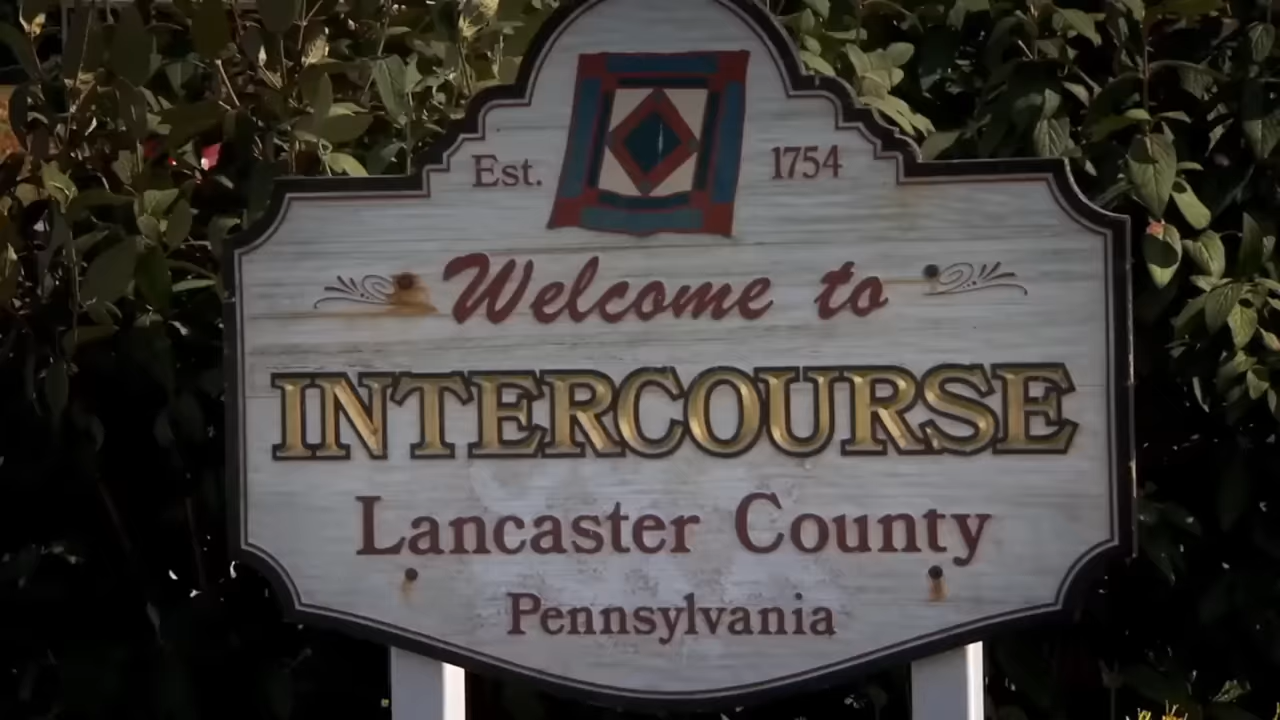 Est. 1754
Welcome to
INTERCOURSE
Lancaster County
Pennsylvania